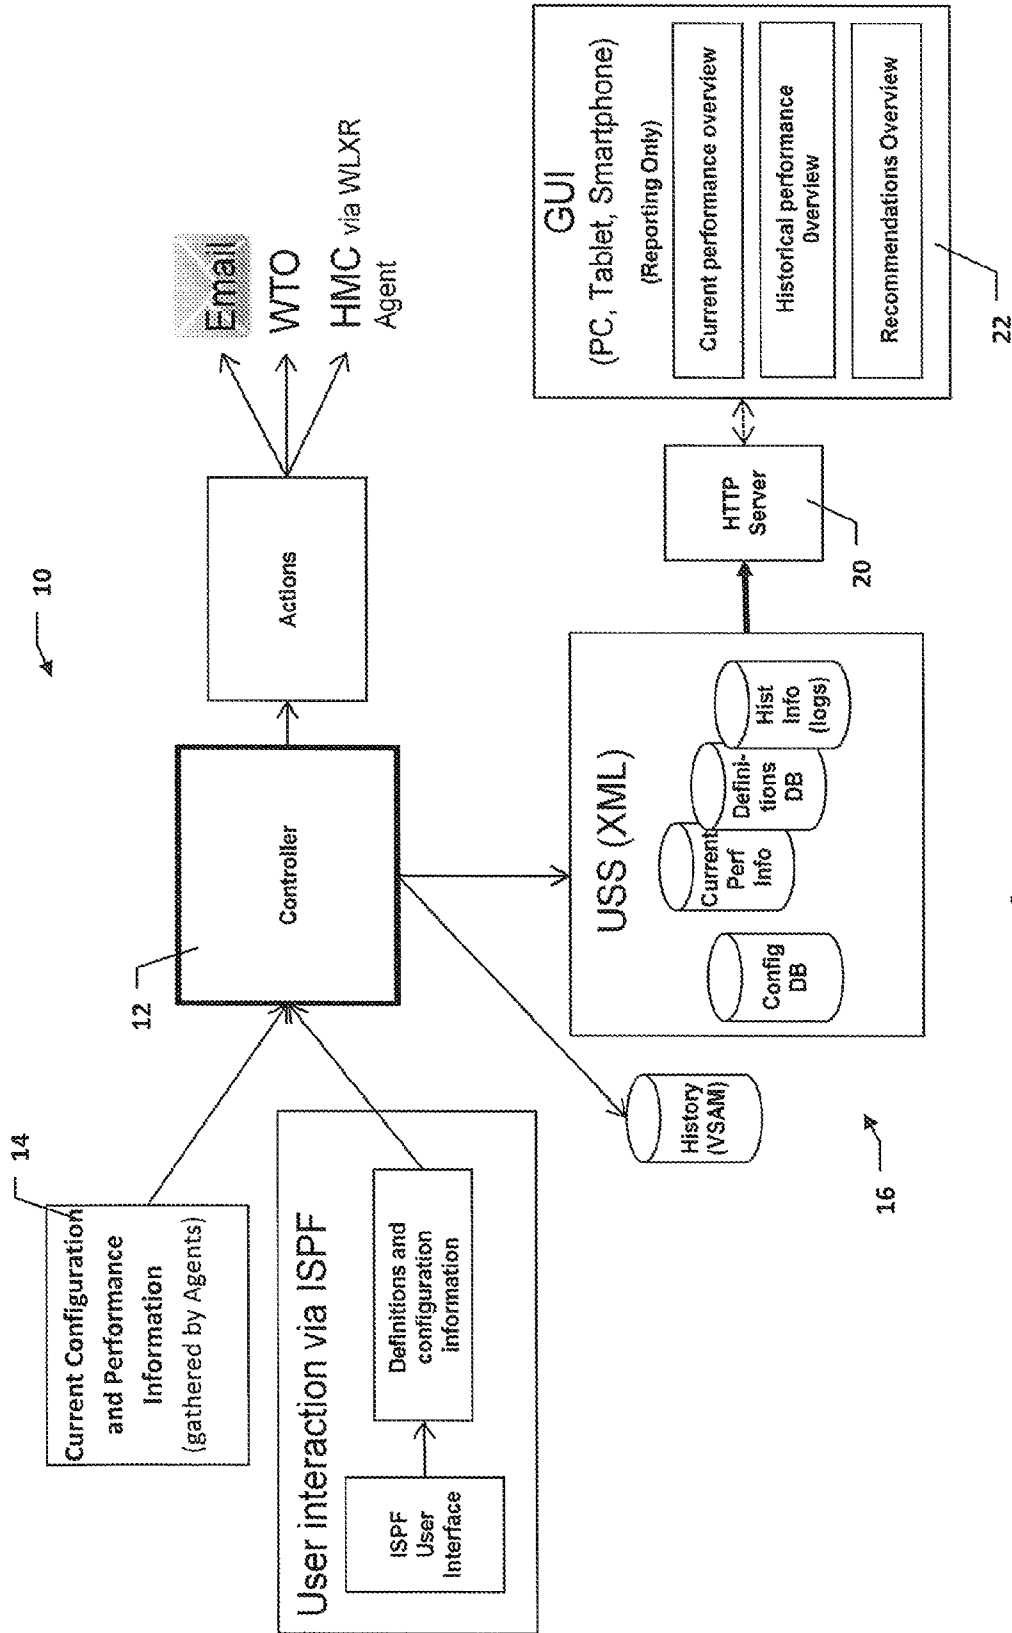 10
14
Current Configuration
and Performance
Information
(gathered by Agents)
User interaction via ISPF
ISPF
User
Interface
Definitions and
configuration
information
12
Controller
Actions
Email
WTO
HMC via WLXR
Agent
History
(VSAM)
16
USS (XML)
Config
DB
Current
Perf
Info
Defini-
tions
DB
Hist
Info
(logs)
HTTP
Server
20
GUI
(PC, Tablet, Smartphone)
(Reporting Only)
Current performance overview
Historical performance
Overview
Recommendations Overview
22